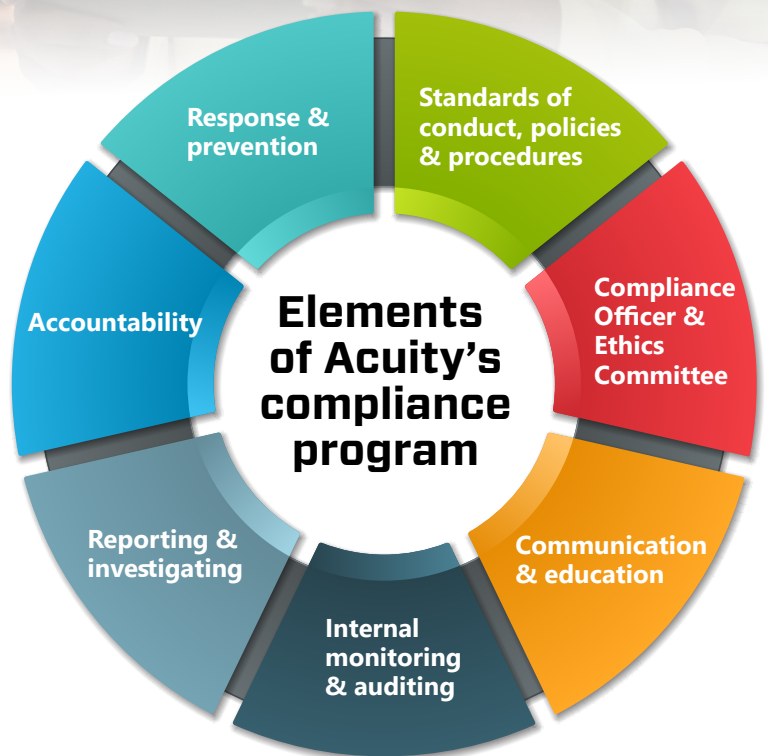 Elements
of Acuity's
compliance
program
Standards of
conduct, policies
& procedures
Compliance
Officer &
Ethics
Committee
Communication
& education
Internal
monitoring
& auditing
Reporting &
investigating
Accountability
Response &
prevention